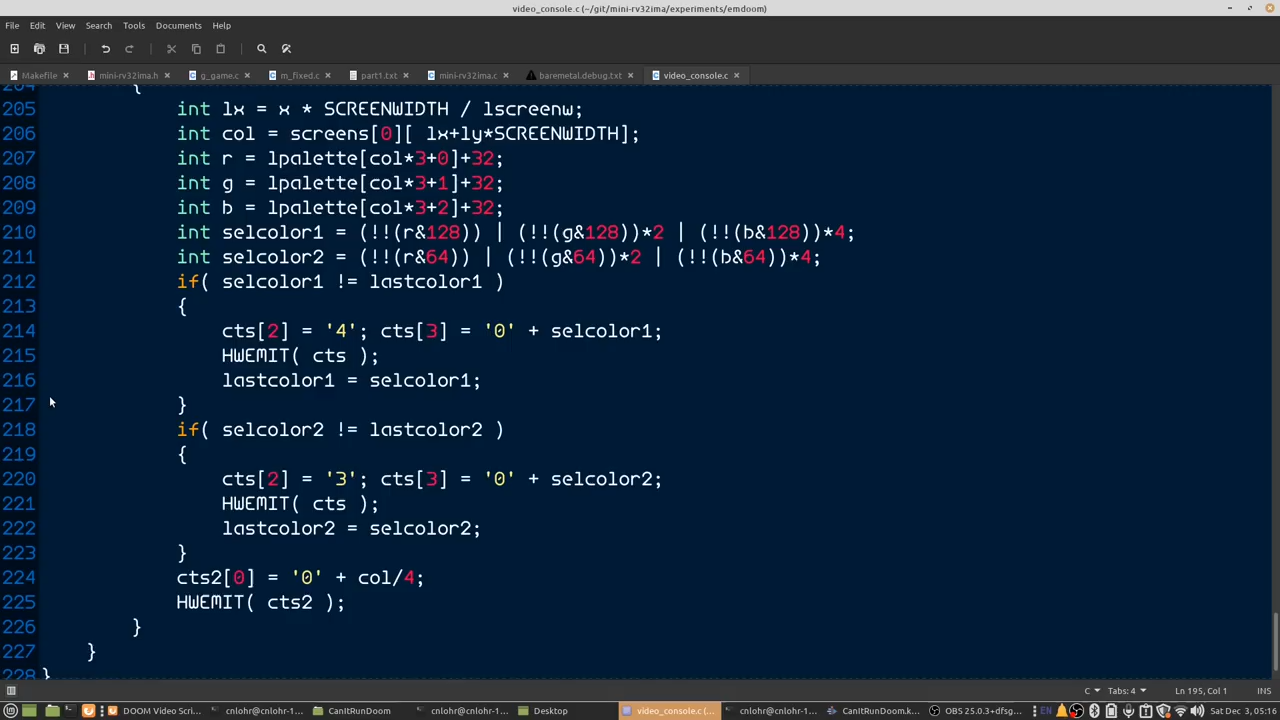 video_console.c (~/git/mini-rv32ima/experiments/emdoom)
File Edit View Search Tools Documents Help
Makefile mini-rv32ima.h g_game.c m_fixed.c part1.txt mini-rv32ima.c baremetal.debug.txt video_console.c
204 {
205 int lx = x * SCREENWIDTH / lscreenw;
206 int col = screens[0][ lx+ly*SCREENWIDTH];
207 int r = lpalette[col*3+0]+32;
208 int g = lpalette[col*3+1]+32;
209 int b = lpalette[col*3+2]+32;
210 int selcolor1 = (!!(r&128)) | (!!(g&128))*2 | (!!(b&128))*4;
211 int selcolor2 = (!!(r&64)) | (!!(g&64))*2 | (!!(b&64))*4;
212 if( selcolor1 != lastcolor1 )
213 {
214 cts[2] = '4'; cts[3] = '0' + selcolor1;
215 HWEMIT( cts );
216 lastcolor1 = selcolor1;
217 }
218 if( selcolor2 != lastcolor2 )
219 {
220 cts[2] = '3'; cts[3] = '0' + selcolor2;
221 HWEMIT( cts );
222 lastcolor2 = selcolor2;
223 }
224 cts2[0] = '0' + col/4;
225 HWEMIT( cts2 );
226 }
227 }
228 }
C Tabs: 4 Ln 195, Col 1 INS
DOOM Video Scri... cnlohr@cnlohr-1... CanItRunDoom cnlohr@cnlohr-1... Desktop video_console.c (... cnlohr@cnlohr-1... CanItRunDoom.k... OBS 25.0.3+dfsg... EN Sat Dec 3, 05:16